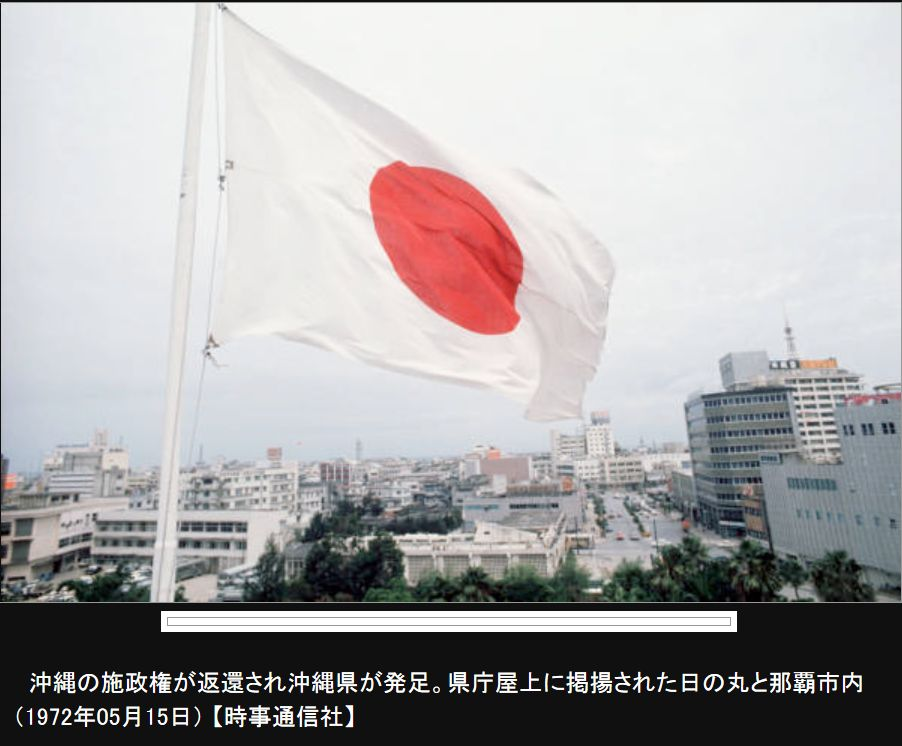 沖縄の施政権が返還され沖縄県が発足。県庁屋上に掲揚された日の丸と那覇市内
（1972年05月15日）【時事通信社】